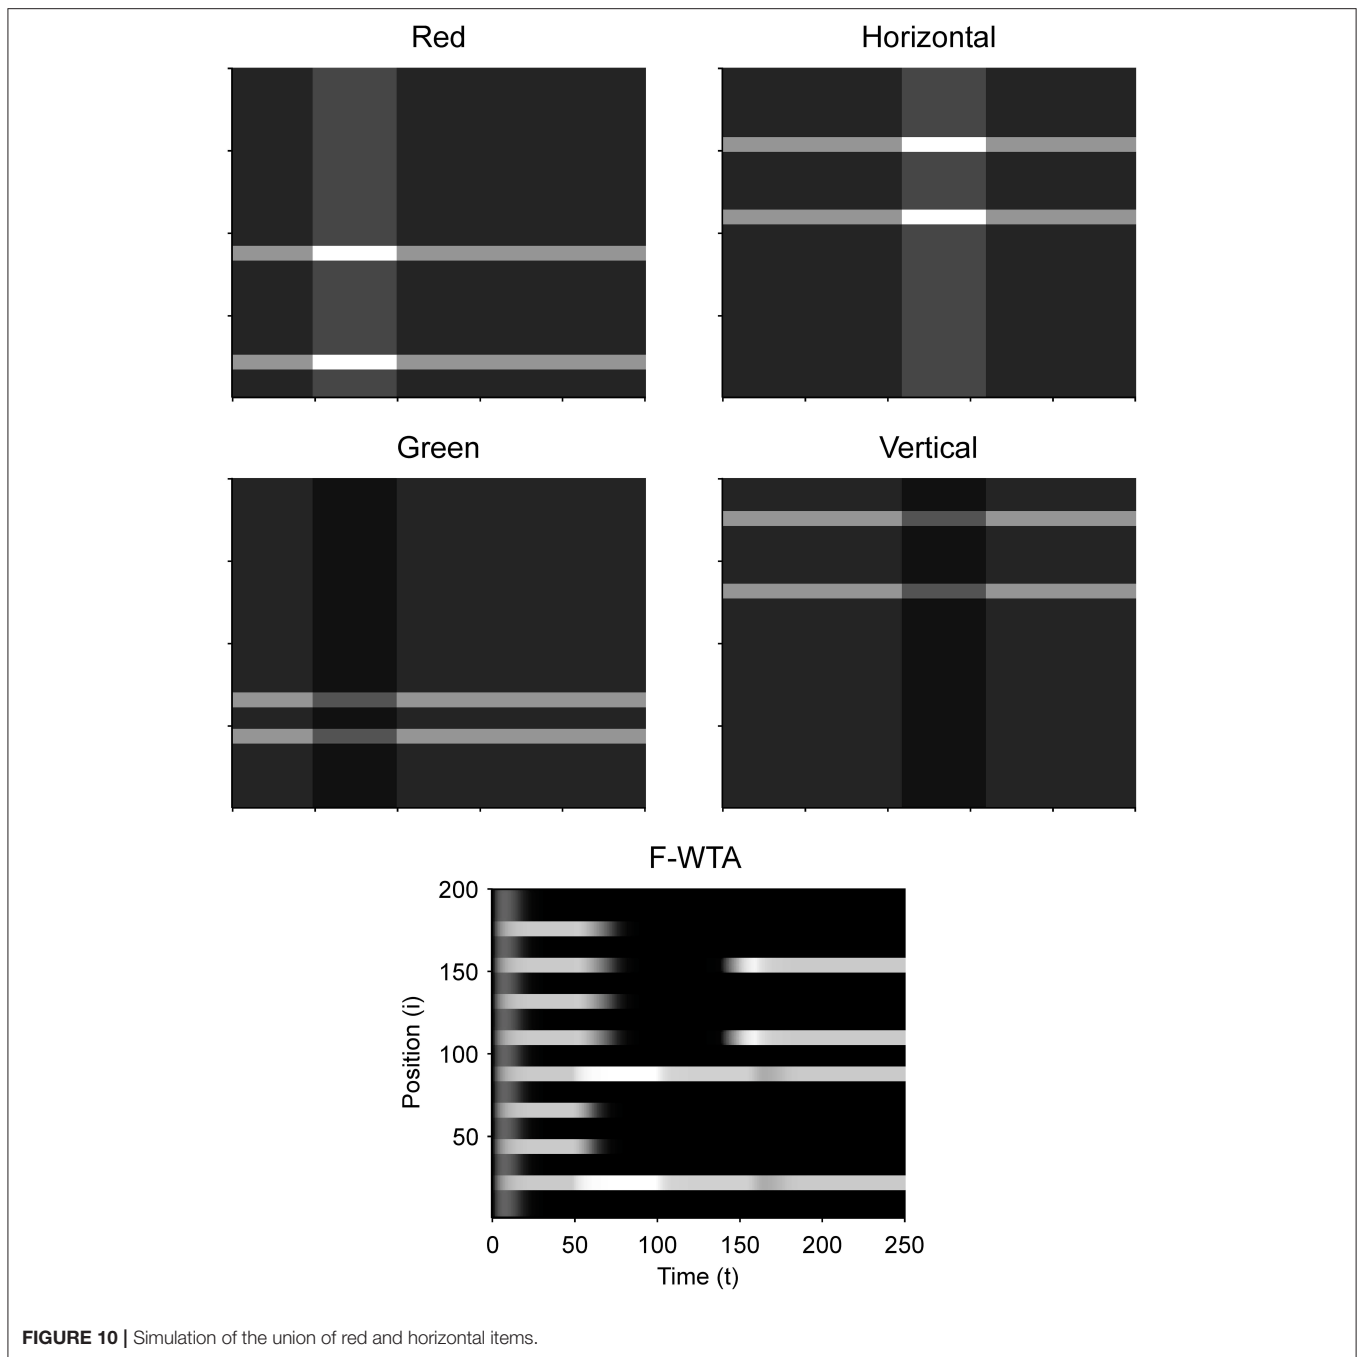 Red
Horizontal
Green
Vertical
F-WTA
200
150
100
50
Position (i)
0 50 100 150 200 250
Time (t)
FIGURE 10 | Simulation of the union of red and horizontal items.